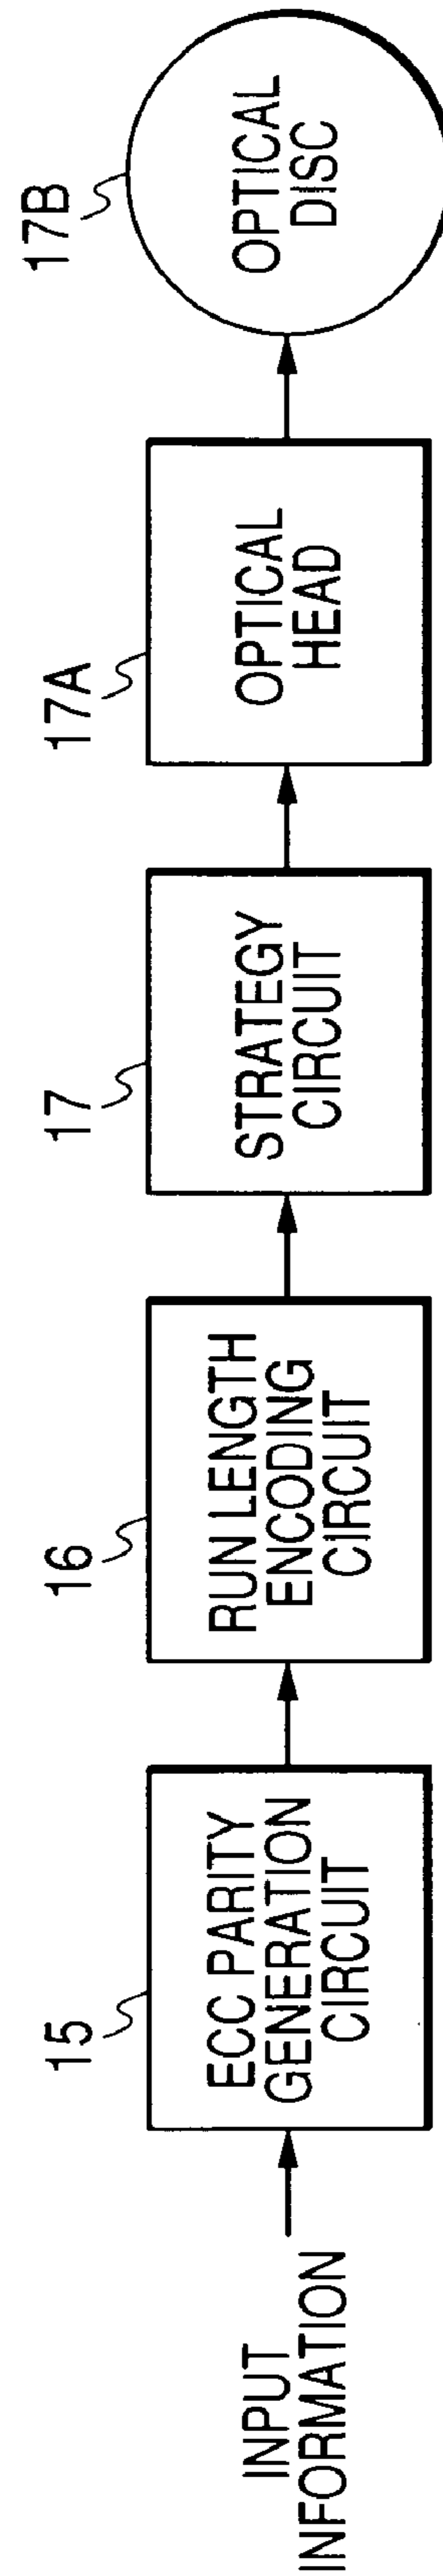 INPUT
INFORMATION
15
ECC PARITY
GENERATION
CIRCUIT
16
RUN LENGTH
ENCODING
CIRCUIT
17
STRATEGY
CIRCUIT
17A
OPTICAL
HEAD
17B
OPTICAL
DISC